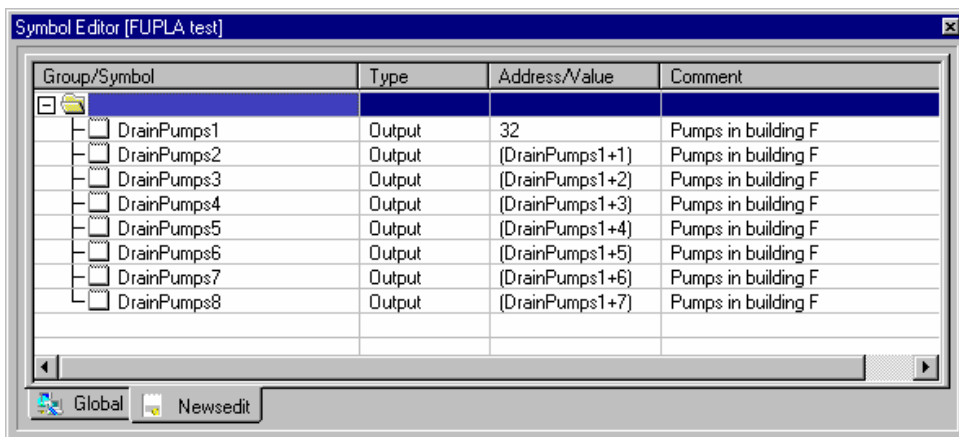 Symbol Editor [FUPLA test]
Group/Symbol Type Address/Value Comment
DrainPumps1 Output 32 Pumps in building F
DrainPumps2 Output (DrainPumps1+1) Pumps in building F
DrainPumps3 Output (DrainPumps1+2) Pumps in building F
DrainPumps4 Output (DrainPumps1+3) Pumps in building F
DrainPumps5 Output (DrainPumps1+4) Pumps in building F
DrainPumps6 Output (DrainPumps1+5) Pumps in building F
DrainPumps7 Output (DrainPumps1+6) Pumps in building F
DrainPumps8 Output (DrainPumps1+7) Pumps in building F
Global Newsedit